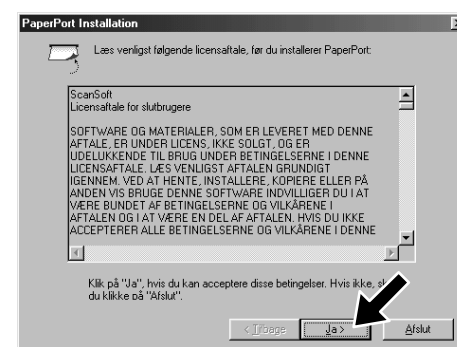 PaperPort Installation
Læs venligst følgende licensaftale, før du installerer PaperPort:
ScanSoft
Licensaftale for slutbrugere
SOFTWARE OG MATERIALER, SOM ER LEVERET MED DENNE
AFTALE, ER UNDER LICENS, IKKE SOLGT, OG ER
UDELUKKENDE TIL BRUG UNDER BETINGELSERNE I DENNE
LICENSAFTALE. LÆS VENLIGST AFTALEN GRUNDIGT
IGENNEM. VED AT HENTE, INSTALLERE, KOPIERE ELLER PÅ
ANDEN VIS BRUGE DENNE SOFTWARE INDVILLIGER DU I AT
VÆRE BUNDET AF BETINGELSERNE OG VILKÅRENE I
AFTALEN OG I AT VÆRE EN DEL AF AFTALEN. HVIS DU IKKE
ACCEPTERER ALLE BETINGELSERNE OG VILKÅRENE I DENNE
Klik på "Ja", hvis du kan acceptere disse betingelser. Hvis ikke,
du klikke på "Afslut".
< Tilbage Ja > Afslut